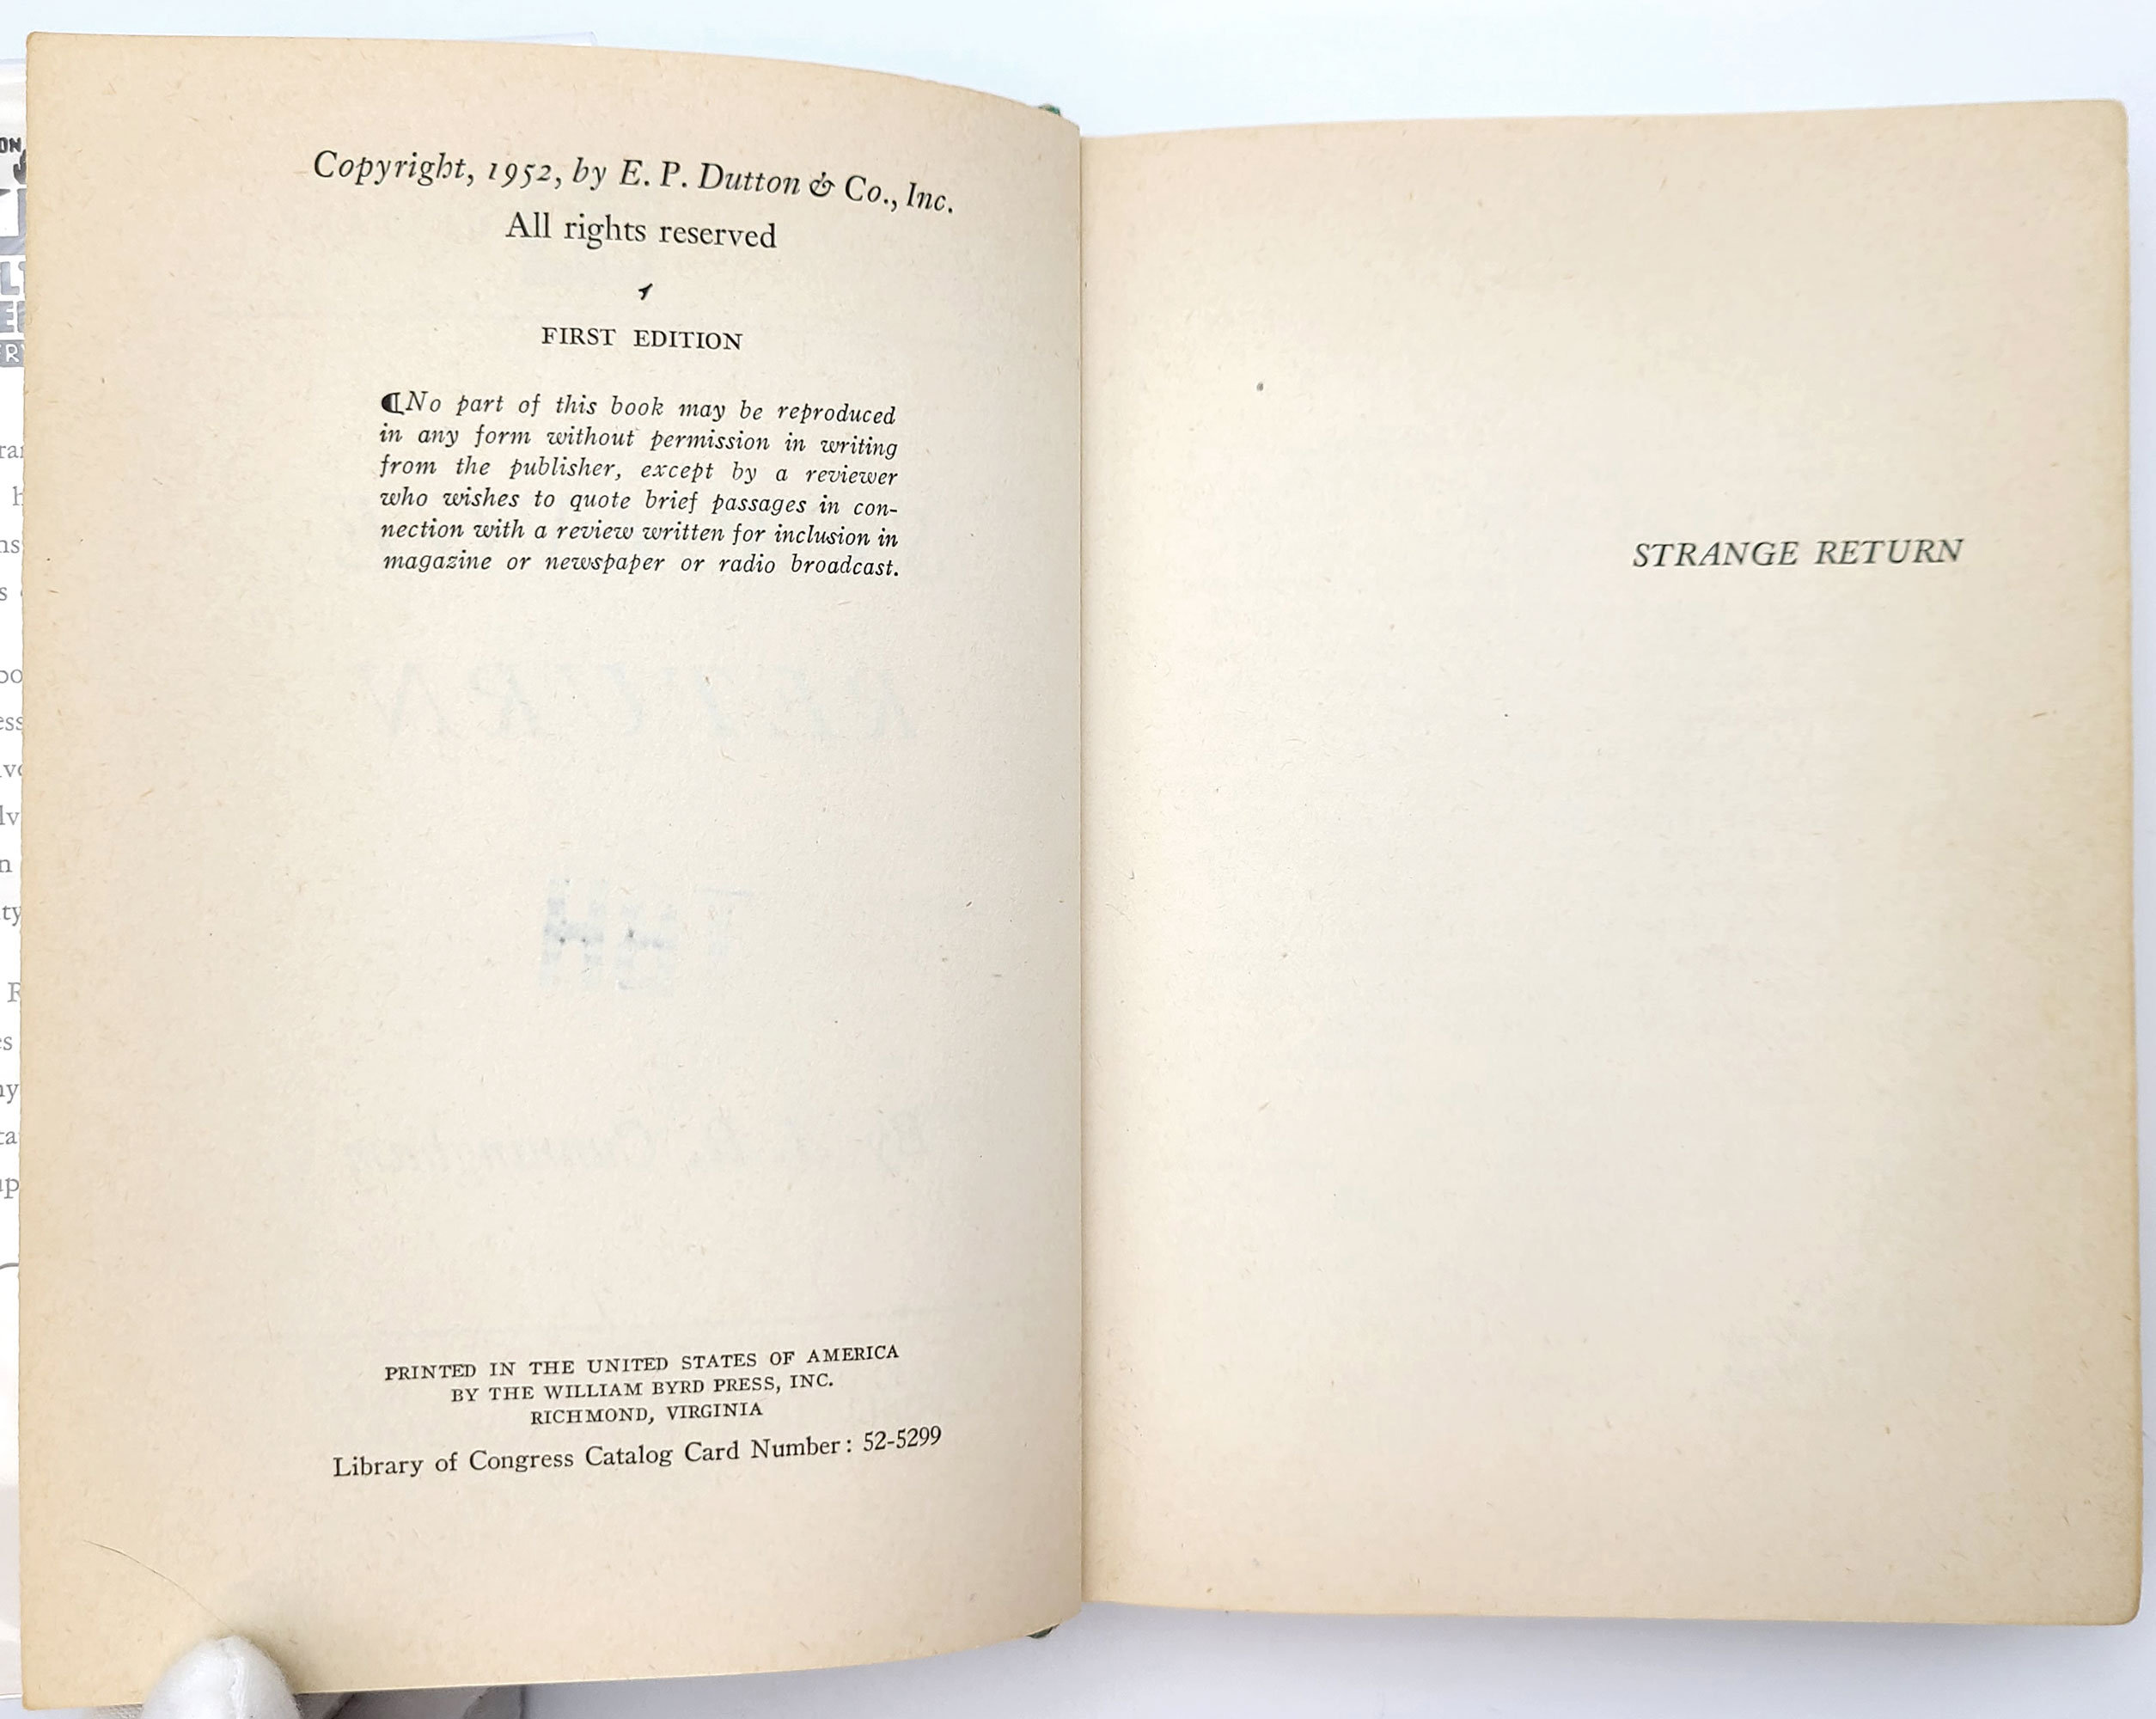 Copyright, 1952, by E. P. Dutton & Co., Inc.
All rights reserved
FIRST EDITION
¶No part of this book may be reproduced
in any form without permission in writing
from the publisher, except by a reviewer
who wishes to quote brief passages in con-
nection with a review written for inclusion in
magazine or newspaper or radio broadcast.
PRINTED IN THE UNITED STATES OF AMERICA
BY THE WILLIAM BYRD PRESS, INC.
RICHMOND, VIRGINIA
Library of Congress Catalog Card Number: 52-5299
STRANGE RETURN